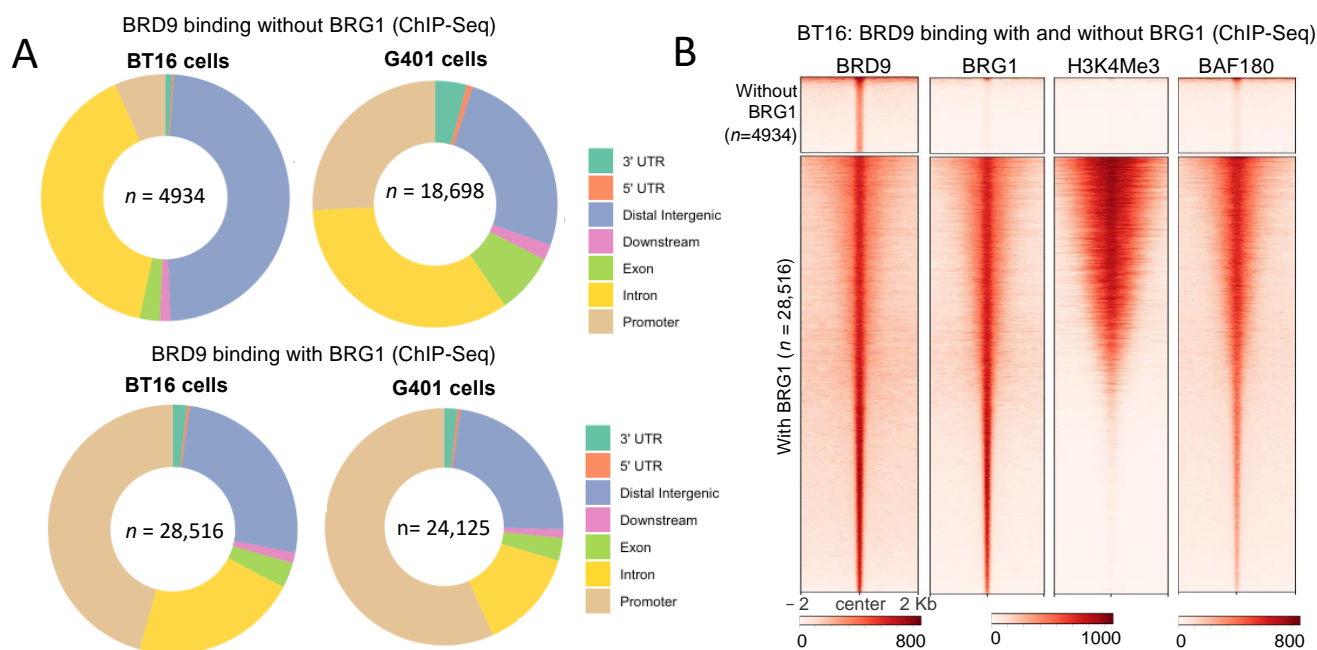 A
BRD9 binding without BRG1 (ChIP-Seq)
BT16 cells
G401 cells
n = 4934
n = 18,698
3' UTR
5' UTR
Distal Intergenic
Downstream
Exon
Intron
Promoter
BRD9 binding with BRG1 (ChIP-Seq)
BT16 cells
G401 cells
n = 28,516
n= 24,125
3' UTR
5' UTR
Distal Intergenic
Downstream
Exon
Intron
Promoter
B
BT16: BRD9 binding with and without BRG1 (ChIP-Seq)
BRD9 BRG1 H3K4Me3 BAF180
Without
BRG1
(n=4934)
With BRG1 (n = 28,516)
– 2 center 2 Kb
0 800
0 1000
0 800